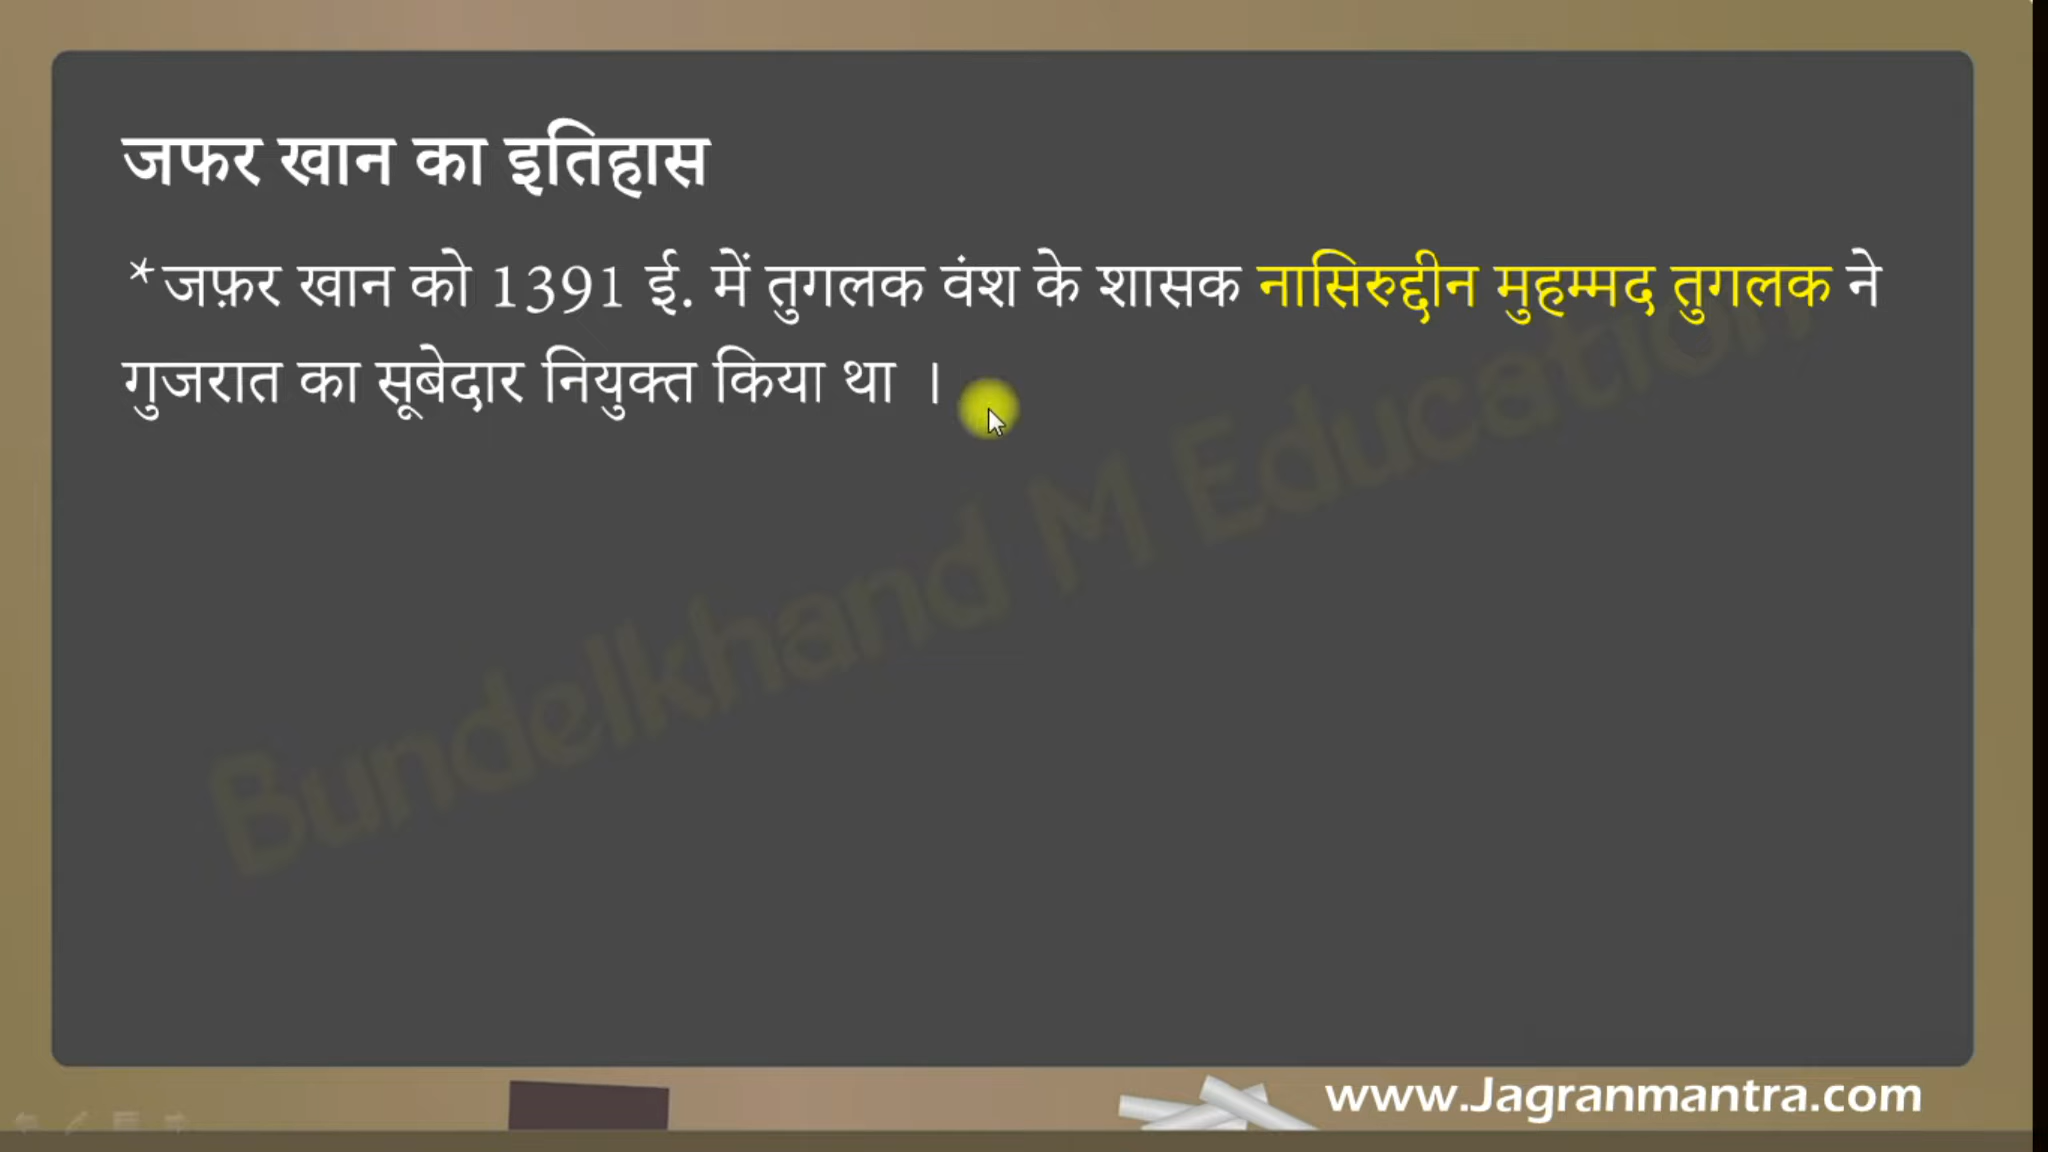 जफर खान का इतिहास
*जफ़र खान को 1391 ई. में तुगलक वंश के शासक नासिरुद्दीन मुहम्मद तुगलक ने
गुजरात का सूबेदार नियुक्त किया था ।
Bundelkhand M Education
www.Jagranmantra.com